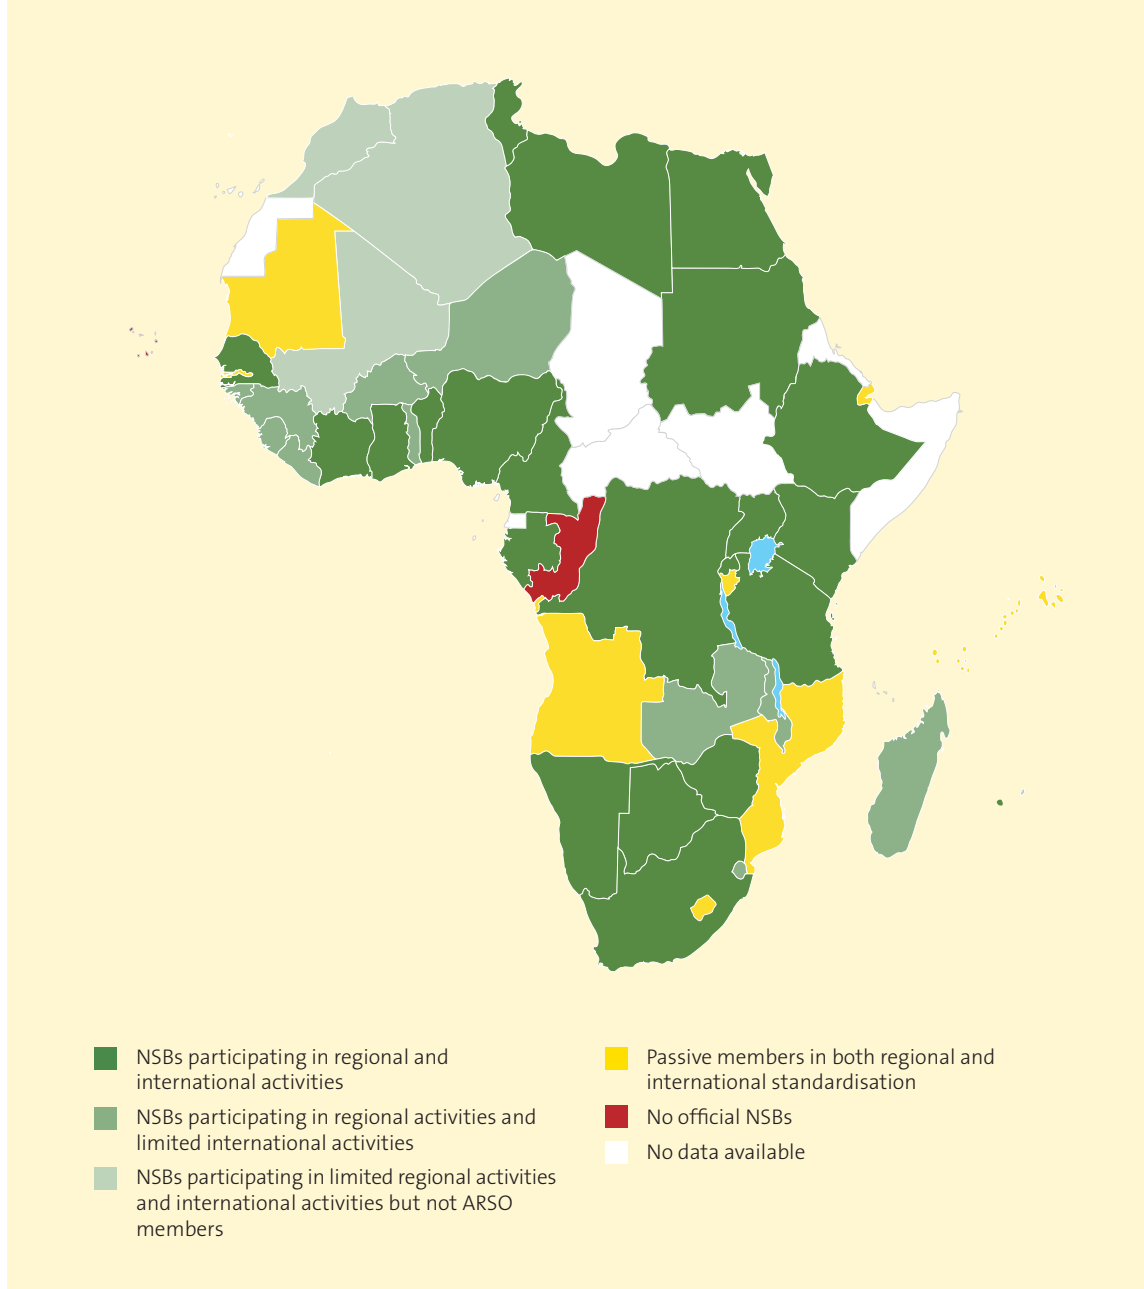 NSBs participating in regional and
international activities
NSBs participating in regional activities and
limited international activities
NSBs participating in limited regional activities
and international activities but not ARSO
members
Passive members in both regional and
international standardisation
No official NSBs
No data available